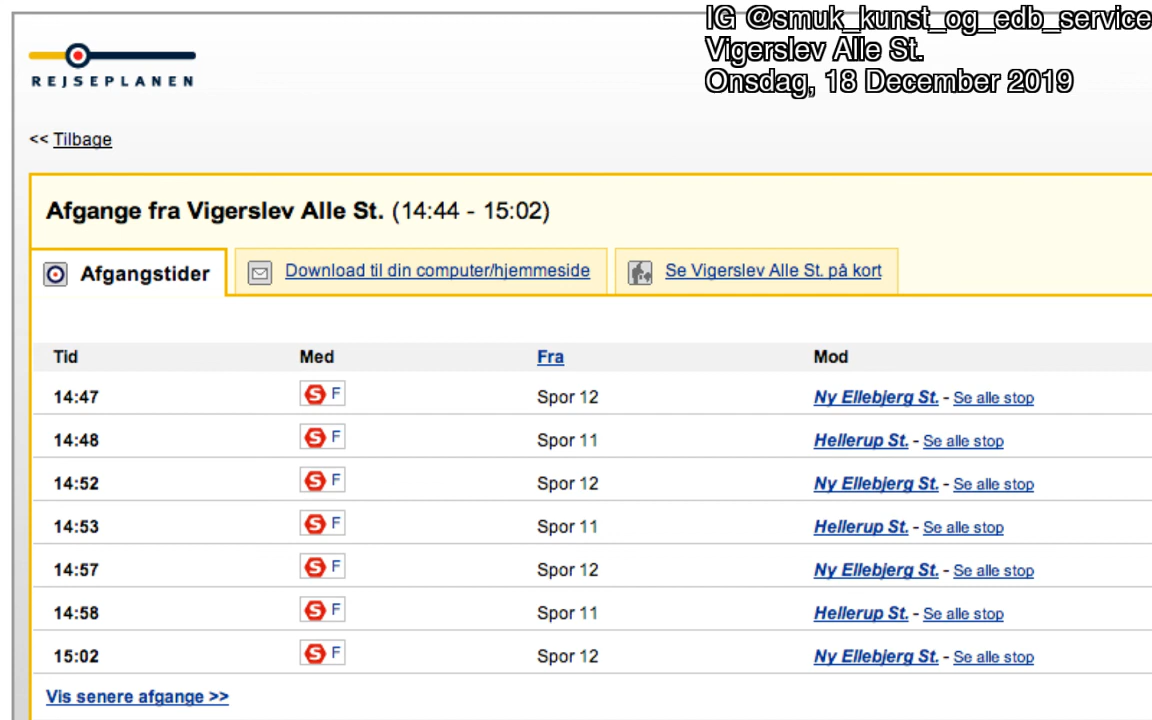 IG @smuk_kunst_og_edb_service
Vigerslev Alle St.
Onsdag, 18 December 2019
REJSEPLANEN
<< Tilbage
Afgange fra Vigerslev Alle St. (14:44 - 15:02)
Afgangstider Download til din computer/hjemmeside Se Vigerslev Alle St. på kort
Tid Med Fra Mod
14:47 S F Spor 12 Ny Ellebjerg St. - Se alle stop
14:48 S F Spor 11 Hellerup St. - Se alle stop
14:52 S F Spor 12 Ny Ellebjerg St. - Se alle stop
14:53 S F Spor 11 Hellerup St. - Se alle stop
14:57 S F Spor 12 Ny Ellebjerg St. - Se alle stop
14:58 S F Spor 11 Hellerup St. - Se alle stop
15:02 S F Spor 12 Ny Ellebjerg St. - Se alle stop
Vis senere afgange >>